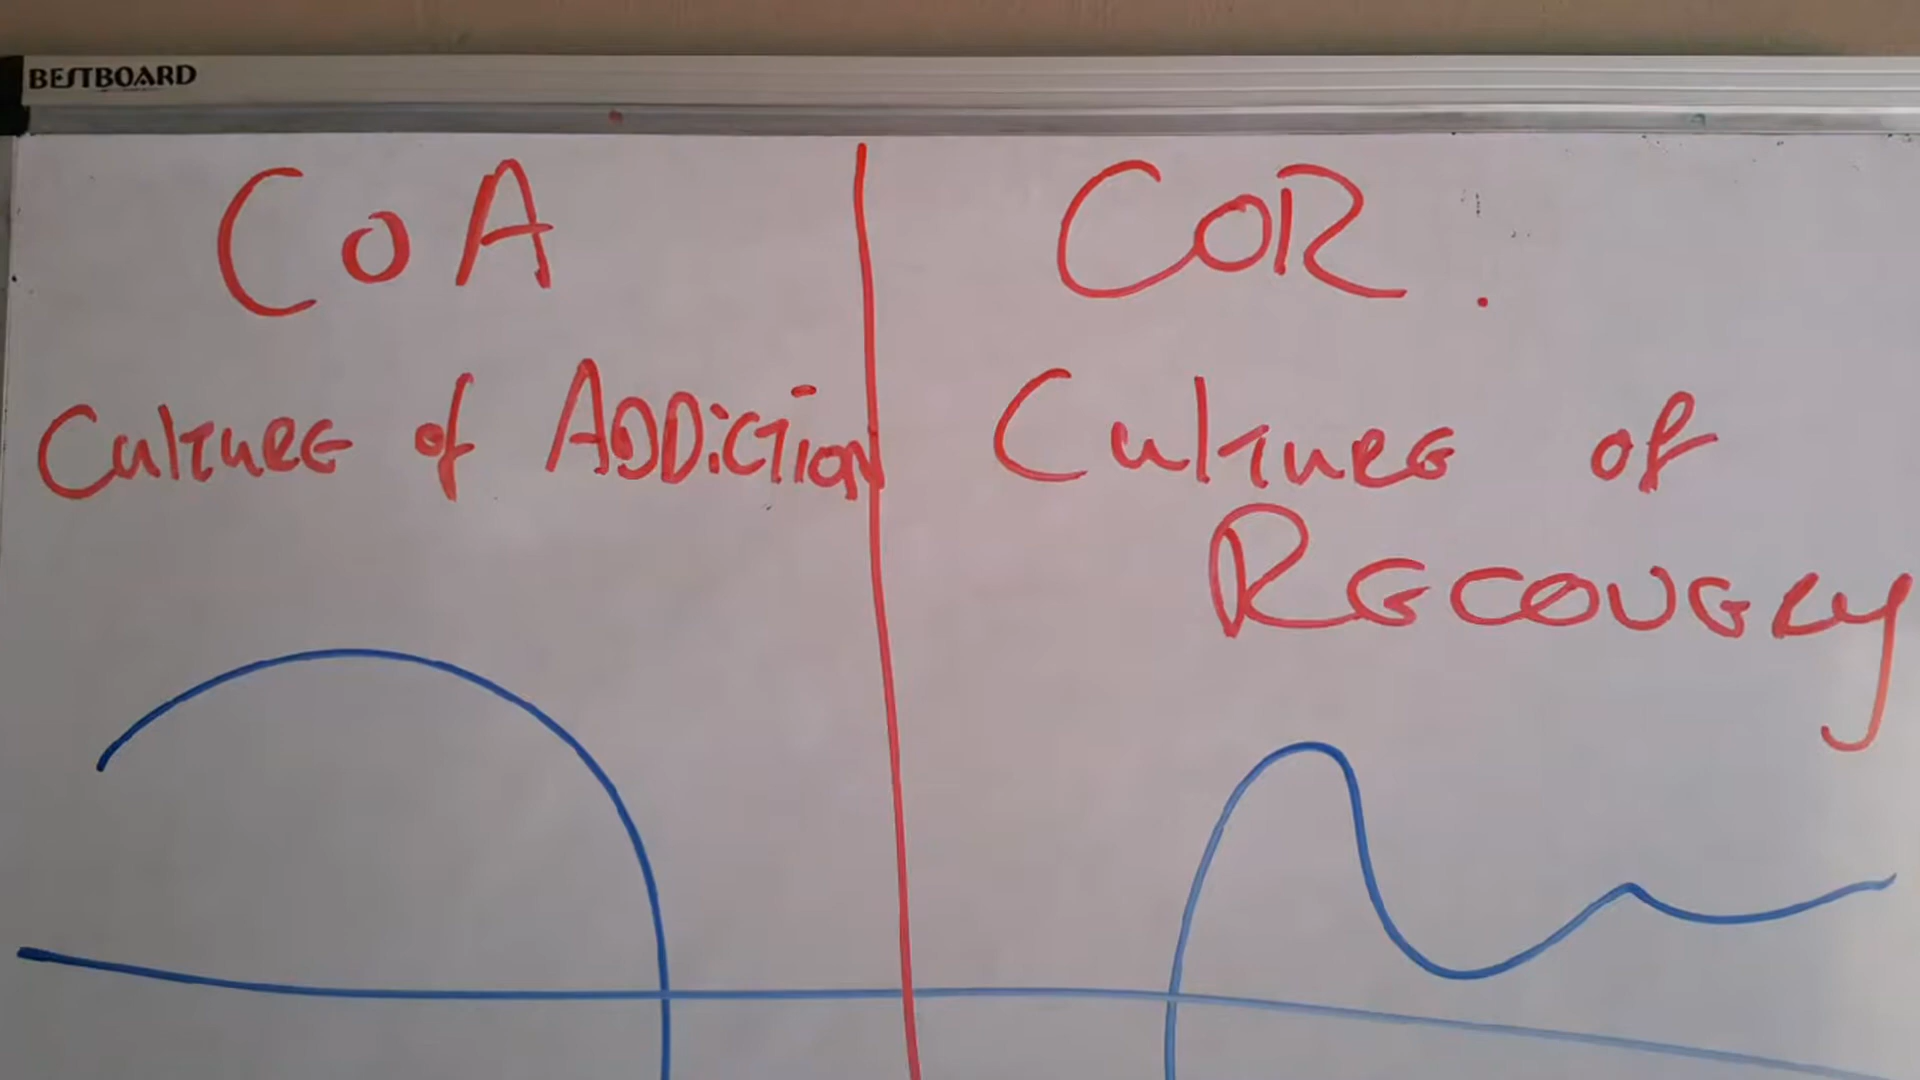 BESTBOARD
CoA
Culture of ADDiCTiON
COR.
Culture of
RECOVERY